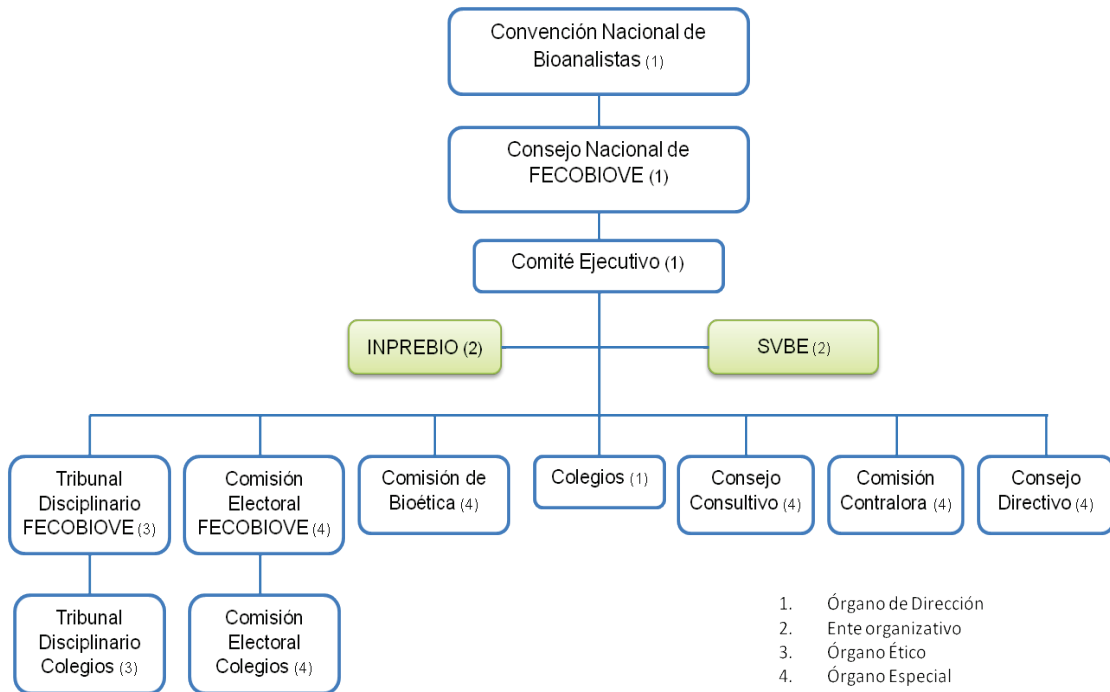 Convención Nacional de
Bioanalistas (1)
Consejo Nacional de
FECOBIOVE (1)
Comité Ejecutivo (1)
INPREBIO (2)
SVBE (2)
Tribunal
Disciplinario
FECOBIOVE (3)
Comisión
Electoral
FECOBIOVE (4)
Comisión de
Bioética (4)
Colegios (1)
Consejo
Consultivo (4)
Comisión
Contralora (4)
Consejo
Directivo (4)
Tribunal
Disciplinario
Colegios (3)
Comisión
Electoral
Colegios (4)
1. Órgano de Dirección
2. Ente organizativo
3. Órgano Ético
4. Órgano Especial